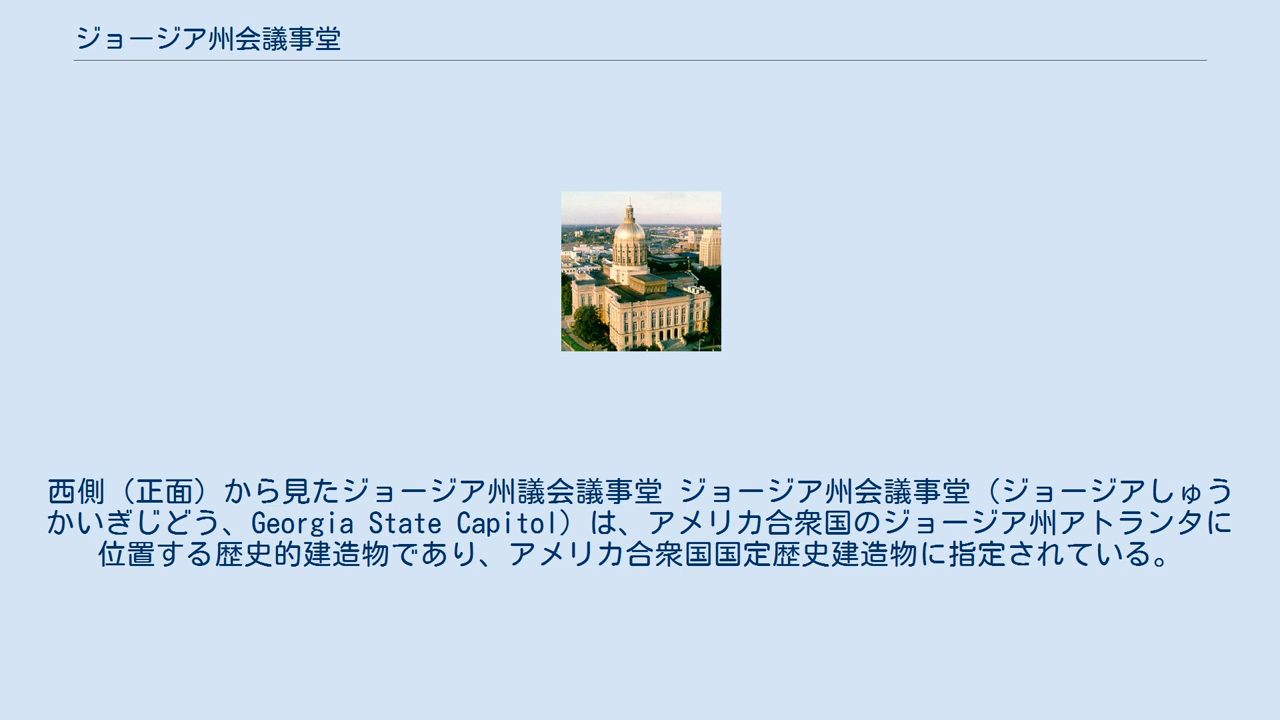 ジョージア州会議事堂
西側（正面）から見たジョージア州議会議事堂 ジョージア州会議事堂（ジョージアしゅう
かいぎじどう、Georgia State Capitol）は、アメリカ合衆国のジョージア州アトランタに
位置する歴史的建造物であり、アメリカ合衆国国定歴史建造物に指定されている。